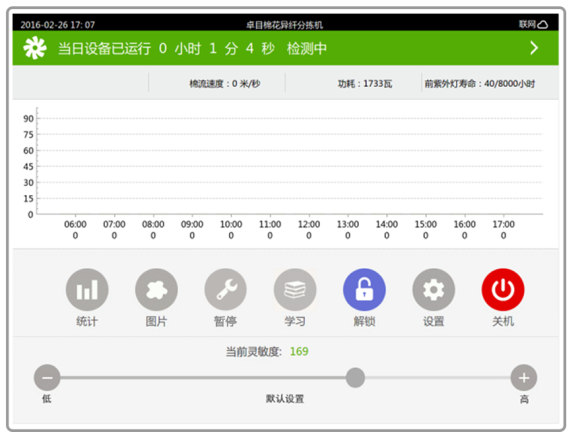 2016-02-26 17: 07 卓目棉花异纤分拣机 联网
当日设备已运行 0 小时 1 分 4 秒 检测中
棉流速度：0 米/秒 功耗：1733瓦 前紫外灯寿命：40/8000小时
90
75
60
45
30
15
0
06:00 07:00 08:00 09:00 10:00 11:00 12:00 13:00 14:00 15:00 16:00 17:00
0 0 0 0 0 0 0 0 0 0 0 0
统计 图片 暂停 学习 解锁 设置 关机
当前灵敏度: 169
低 默认设置 高